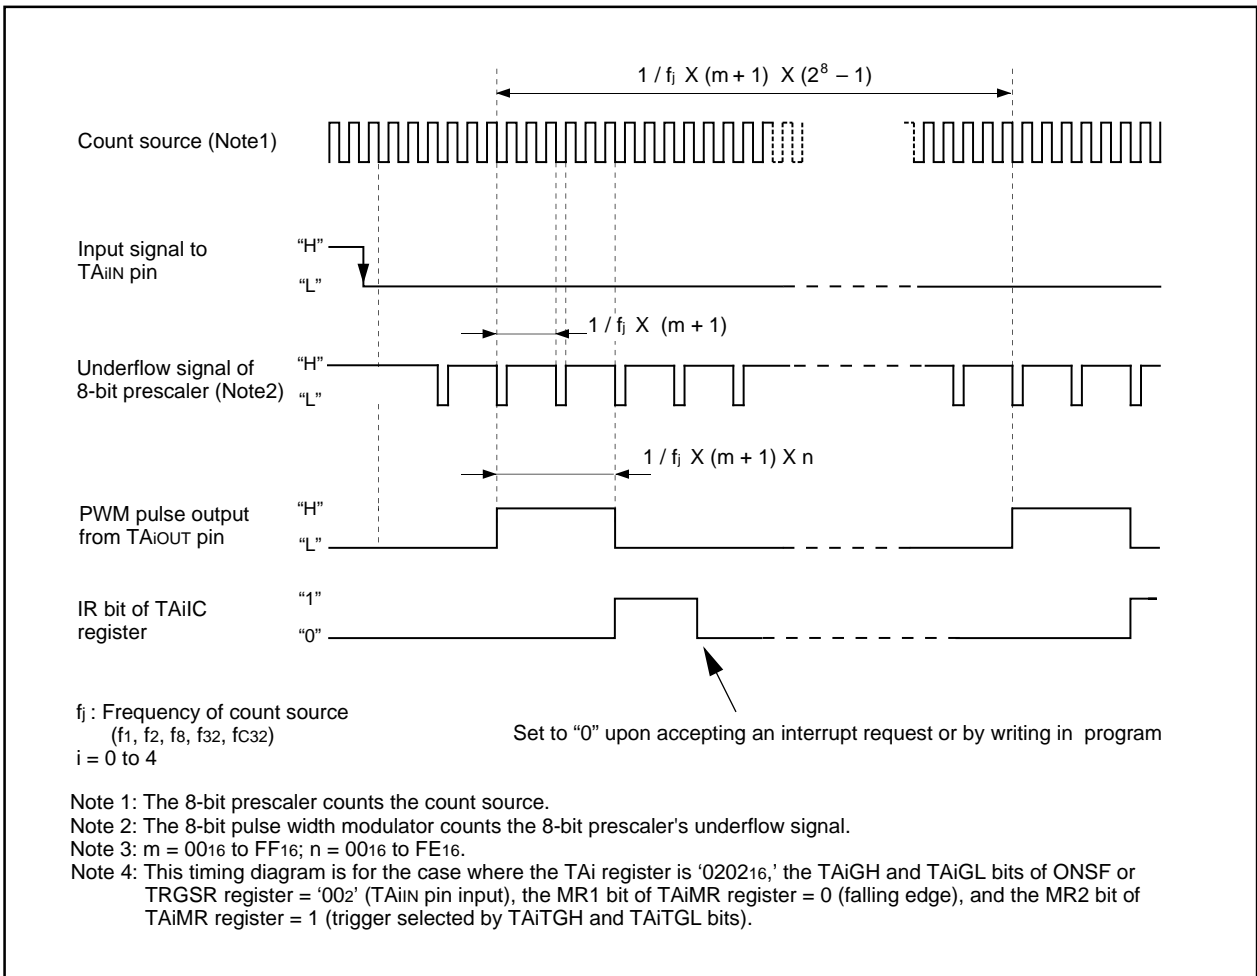 1 / fj X (m + 1) X (2⁸ – 1)
Count source (Note1)
Input signal to
TAiIN pin
“H”
“L”
1 / fj X (m + 1)
Underflow signal of
8-bit prescaler (Note2)
“H”
“L”
1 / fj X (m + 1) X n
PWM pulse output
from TAiOUT pin
“H”
“L”
IR bit of TAiIC
register
“1”
“0”
fj : Frequency of count source
(f1, f2, f8, f32, fC32)
i = 0 to 4
Set to “0” upon accepting an interrupt request or by writing in program
Note 1: The 8-bit prescaler counts the count source.
Note 2: The 8-bit pulse width modulator counts the 8-bit prescaler's underflow signal.
Note 3: m = 0016 to FF16; n = 0016 to FE16.
Note 4: This timing diagram is for the case where the TAi register is ‘020216,’ the TAiGH and TAiGL bits of ONSF or
TRGSR register = ‘002’ (TAiIN pin input), the MR1 bit of TAiMR register = 0 (falling edge), and the MR2 bit of
TAiMR register = 1 (trigger selected by TAiTGH and TAiTGL bits).